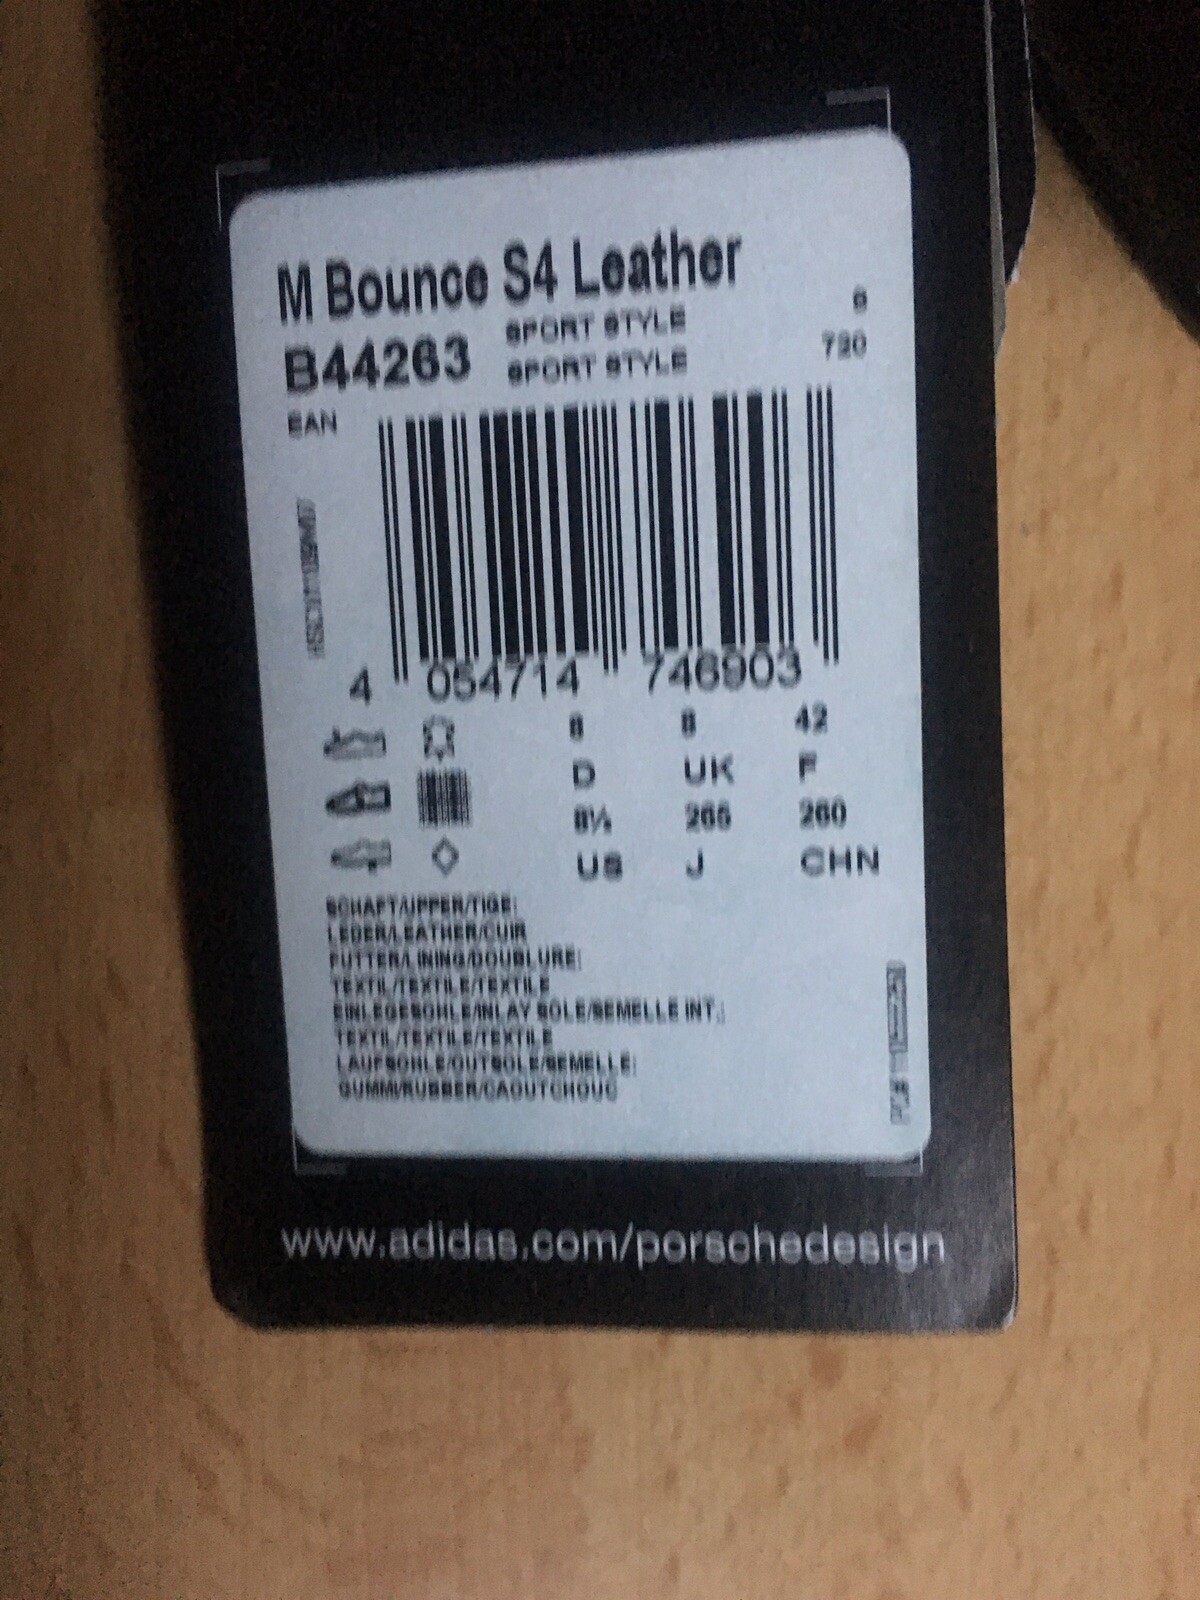 M Bounce S4 Leather
B44263 SPORT STYLE 8
SPORT STYLE 720
EAN
4 054714 746903
8 8 42
D UK F
8½ 265 260
US J CHN
SCHAFT/UPPER/TIGE:
LEDER/LEATHER/CUIR
FUTTER/LINING/DOUBLURE:
TEXTIL/TEXTILE/TEXTILE
EINLEGESOHLE/INLAY SOLE/SEMELLE INT.:
TEXTIL/TEXTILE/TEXTILE
LAUFSOHLE/OUTSOLE/SEMELLE:
GUMMI/RUBBER/CAOUTCHOUC
www.adidas.com/porschedesign